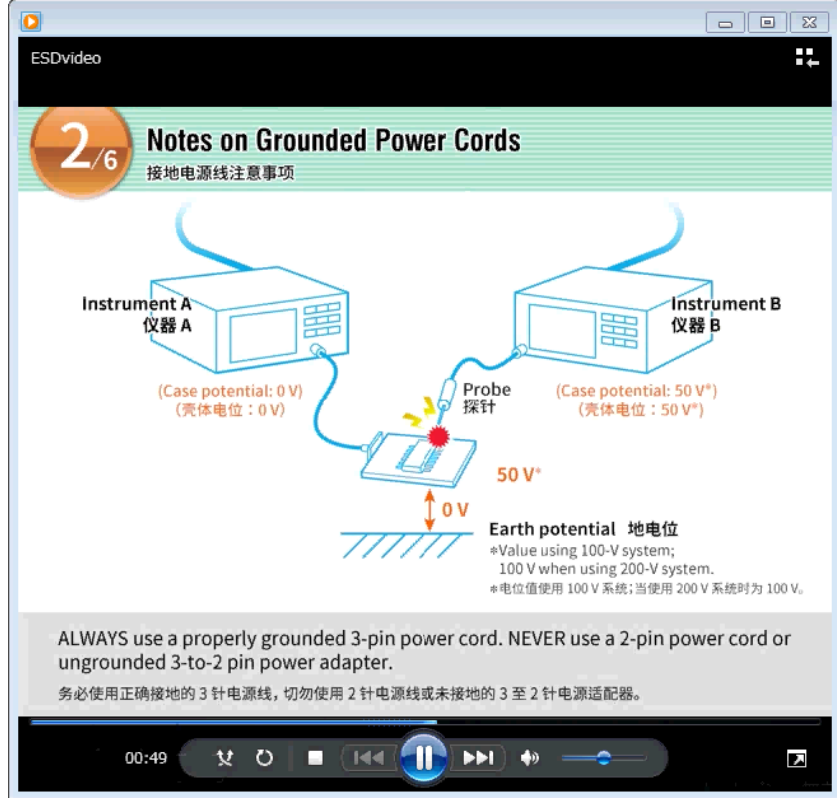 ESDvideo
2/6
Notes on Grounded Power Cords
接地电源线注意事项
Instrument A
仪器 A
Instrument B
仪器 B
(Case potential: 0 V)
（壳体电位：0 V）
Probe
探针
(Case potential: 50 V*)
（壳体电位：50 V*）
50 V*
0 V
Earth potential 地电位
*Value using 100-V system;
100 V when using 200-V system.
*电位值使用 100 V 系统；当使用 200 V 系统时为 100 V。
ALWAYS use a properly grounded 3-pin power cord. NEVER use a 2-pin power cord or
ungrounded 3-to-2 pin power adapter.
务必使用正确接地的 3 针电源线，切勿使用 2 针电源线或未接地的 3 至 2 针电源适配器。
00:49